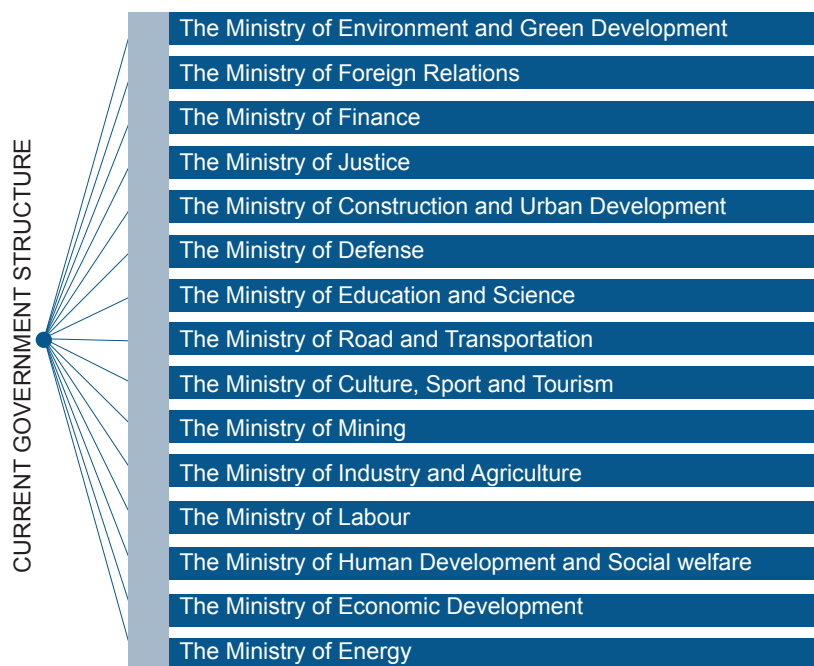 CURRENT GOVERNMENT STRUCTURE
The Ministry of Environment and Green Development
The Ministry of Foreign Relations
The Ministry of Finance
The Ministry of Justice
The Ministry of Construction and Urban Development
The Ministry of Defense
The Ministry of Education and Science
The Ministry of Road and Transportation
The Ministry of Culture, Sport and Tourism
The Ministry of Mining
The Ministry of Industry and Agriculture
The Ministry of Labour
The Ministry of Human Development and Social welfare
The Ministry of Economic Development
The Ministry of Energy